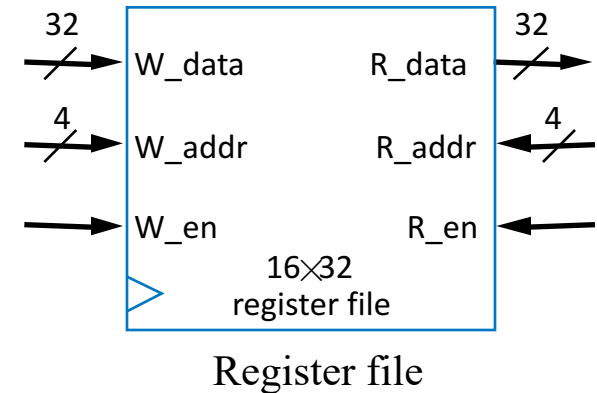 32 32
W_data R_data
4 4
W_addr R_addr
W_en R_en
16×32
register file
Register file